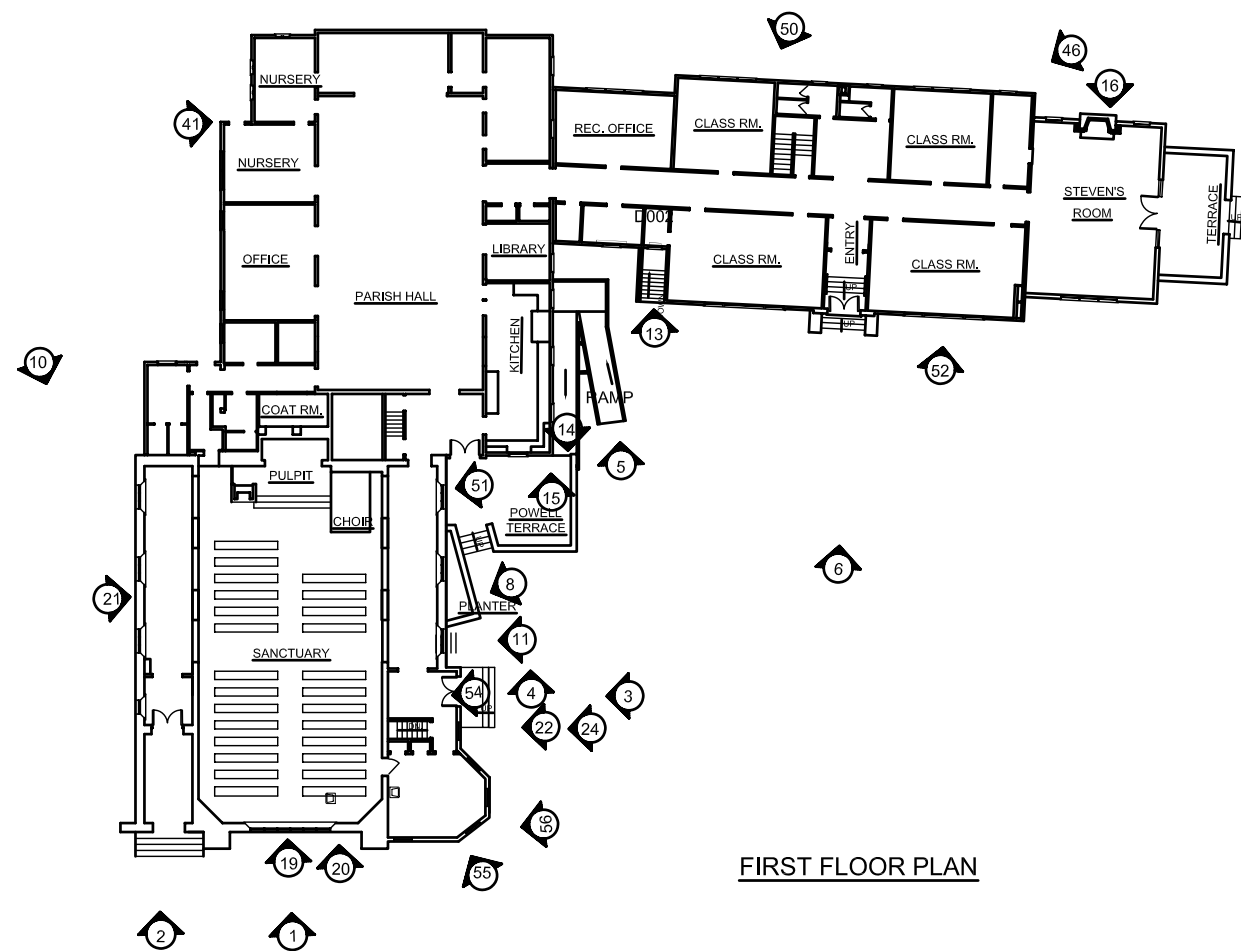 50
46
16
NURSERY
41
REC. OFFICE
CLASS RM.
CLASS RM.
NURSERY
STEVEN'S
ROOM
TERRACE
D002
ENTRY
LIBRARY
OFFICE
CLASS RM.
CLASS RM.
UP
PARISH HALL
UP
13
KITCHEN
10
52
RAMP
COAT RM.
14
5
PULPIT
51
15
CHOIR
POWELL
TERRACE
6
8
21
PLANTER
11
SANCTUARY
54
UP
4
3
22
24
56
19
20
55
FIRST FLOOR PLAN
2
1